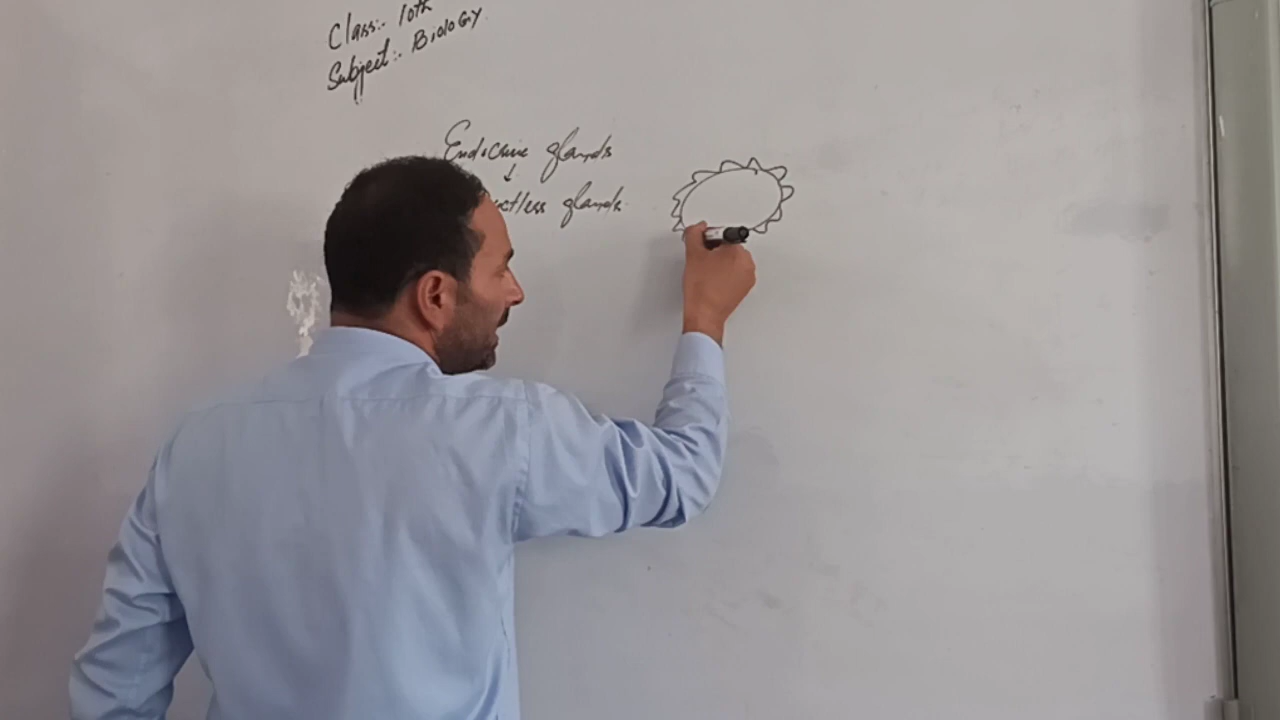 Class:- 10th
Subject:- Biology.
Endocrine glands
↓
glands.